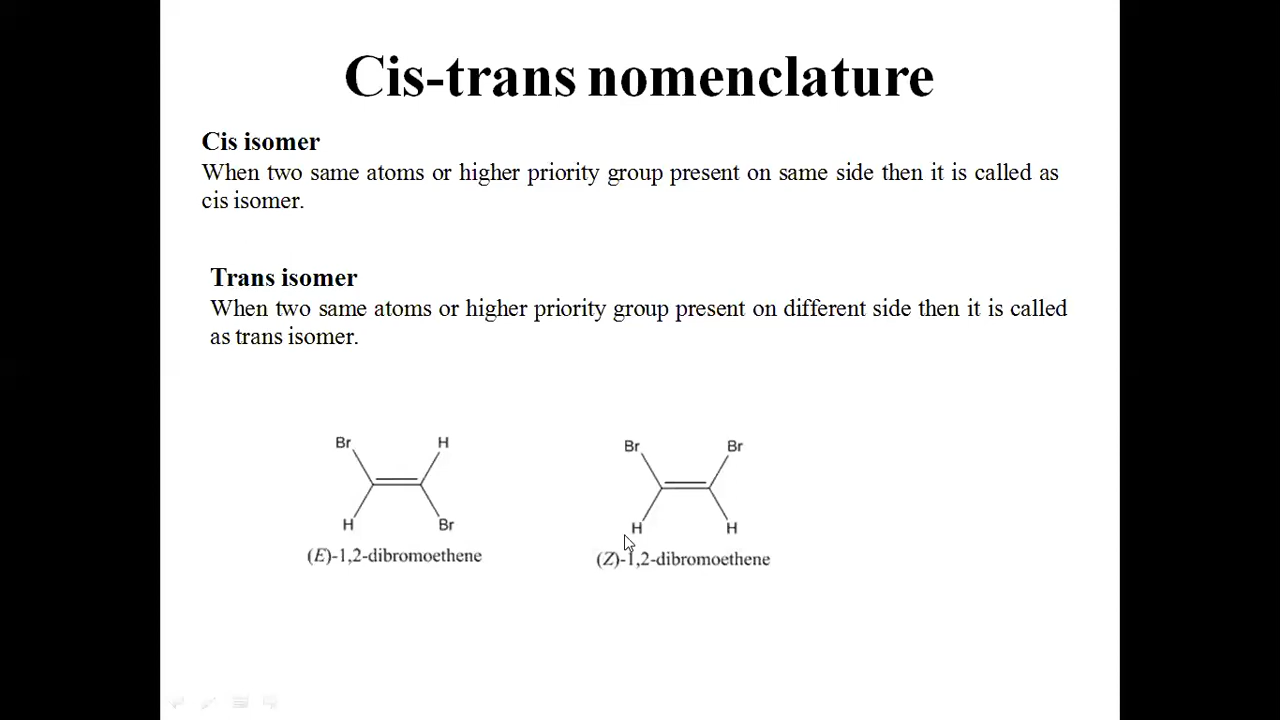 Cis-trans nomenclature
Cis isomer
When two same atoms or higher priority group present on same side then it is called as
cis isomer.
Trans isomer
When two same atoms or higher priority group present on different side then it is called
as trans isomer.
Br H
H Br
(E)-1,2-dibromoethene
Br Br
H H
(Z)-1,2-dibromoethene